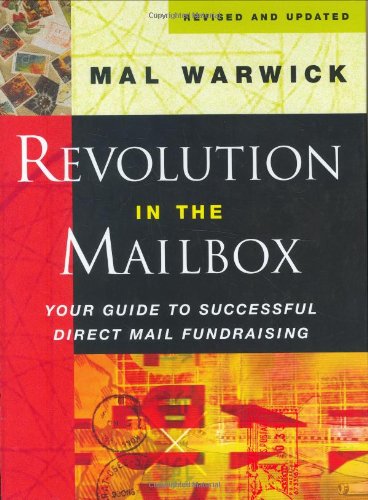 REVISED AND UPDATED
MAL WARWICK
REVOLUTION
IN THE
MAILBOX
YOUR GUIDE TO SUCCESSFUL
DIRECT MAIL FUNDRAISING